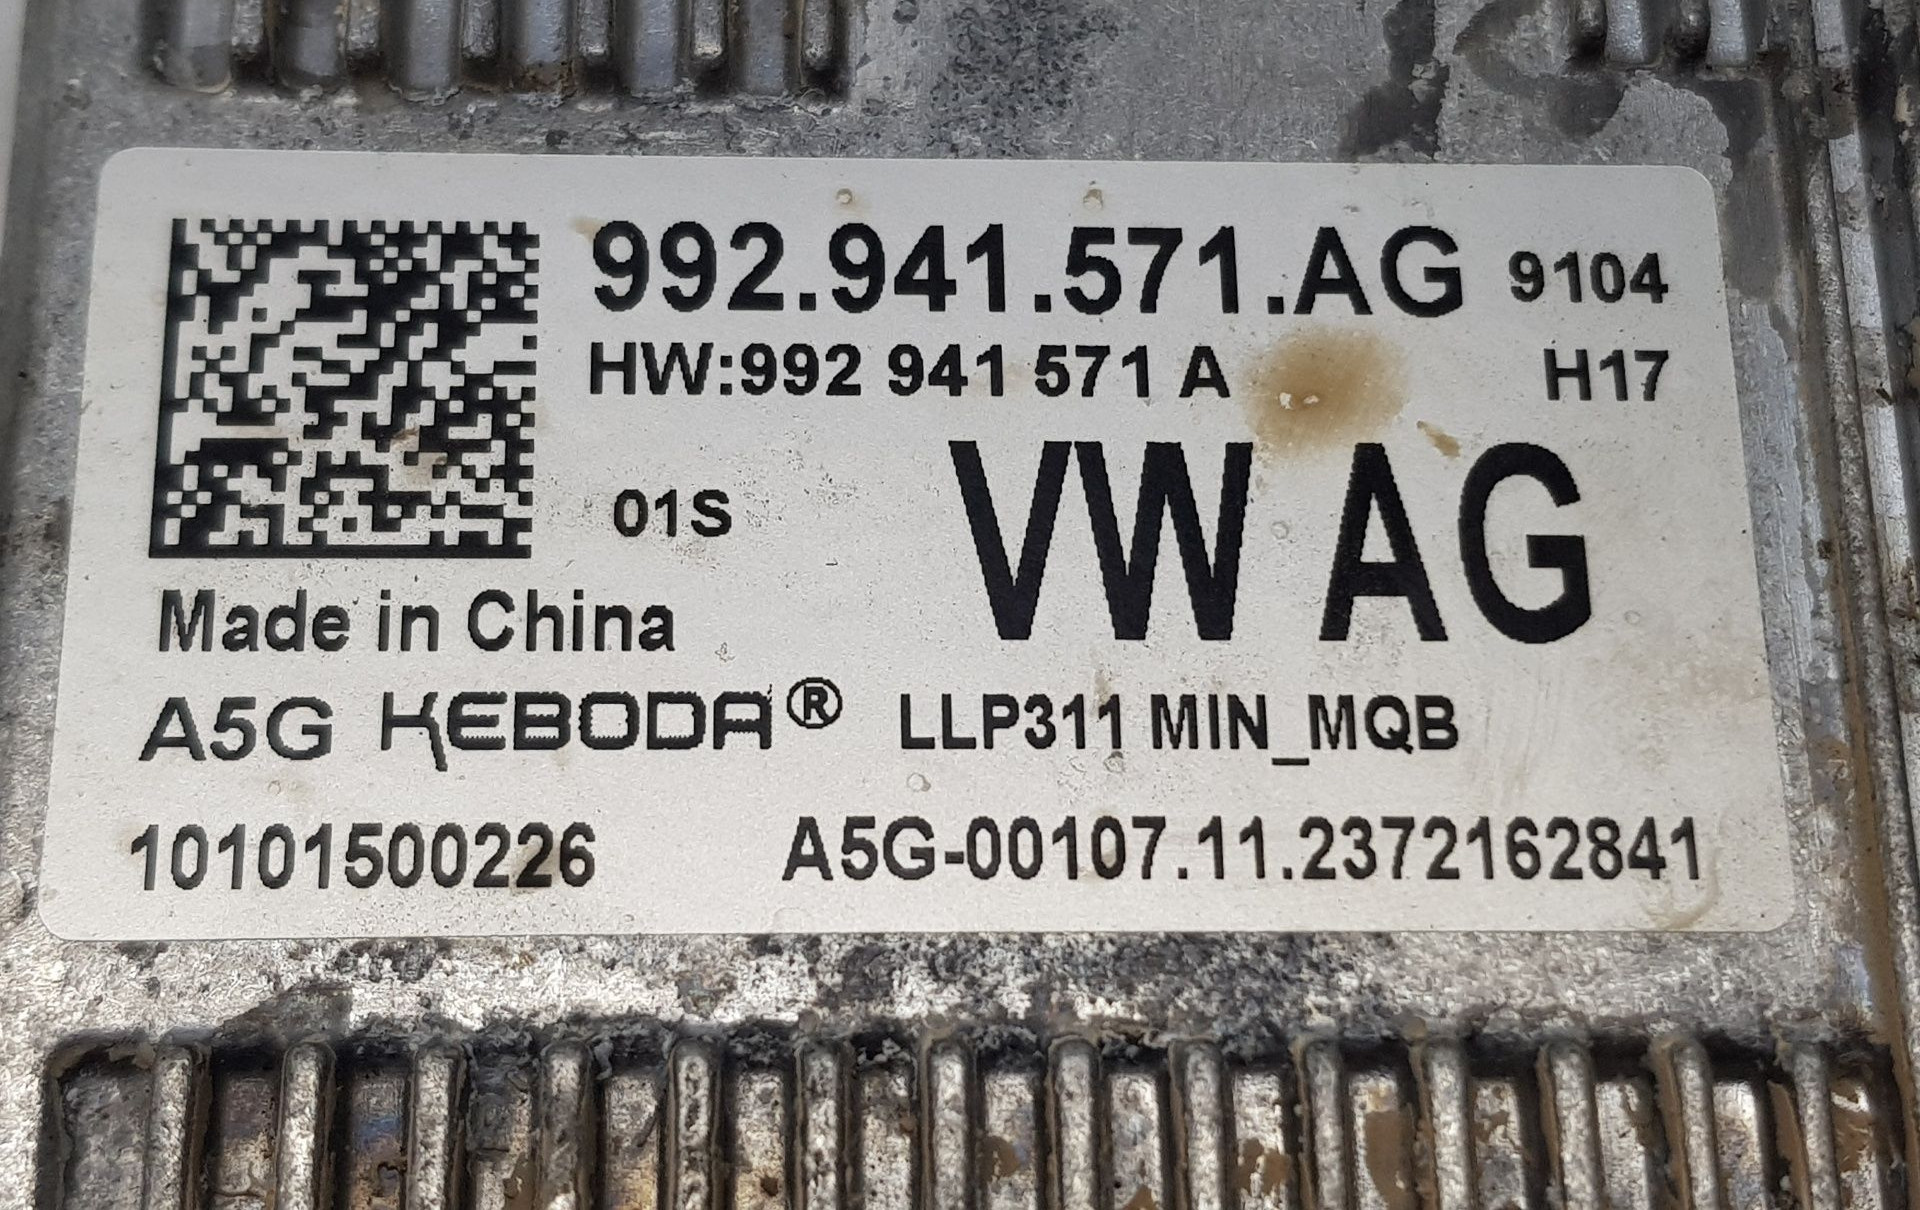 992.941.571.AG 9104
HW:992 941 571 A H17
01S VW AG
Made in China
A5G KEBODA® LLP311 MIN_MQB
10101500226 A5G-00107.11.2372162841